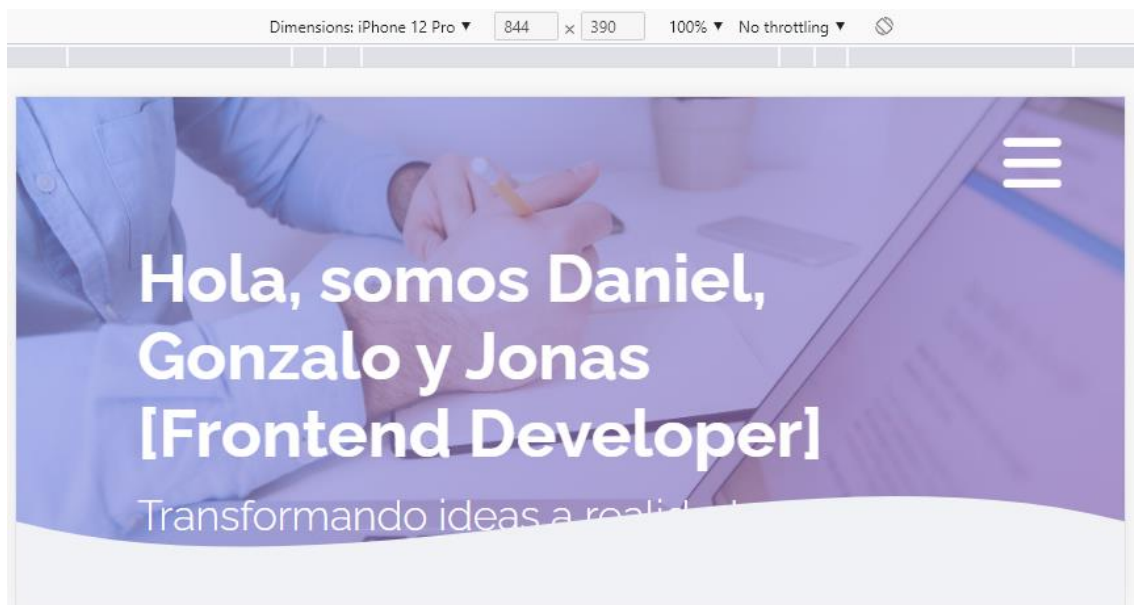 Dimensions: iPhone 12 Pro ▼ 844 × 390 100% ▼ No throttling ▼
Hola, somos Daniel,
Gonzalo y Jonas
[Frontend Developer]
Transformando ideas a